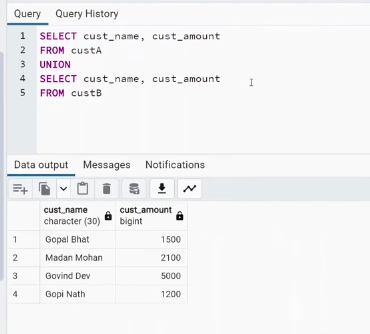 Query Query History
1 SELECT cust_name, cust_amount
2 FROM custA
3 UNION
4 SELECT cust_name, cust_amount
5 FROM custB
Data output Messages Notifications
cust_name cust_amount
character (30) bigint
1 Gopal Bhat 1500
2 Madan Mohan 2100
3 Govind Dev 5000
4 Gopi Nath 1200